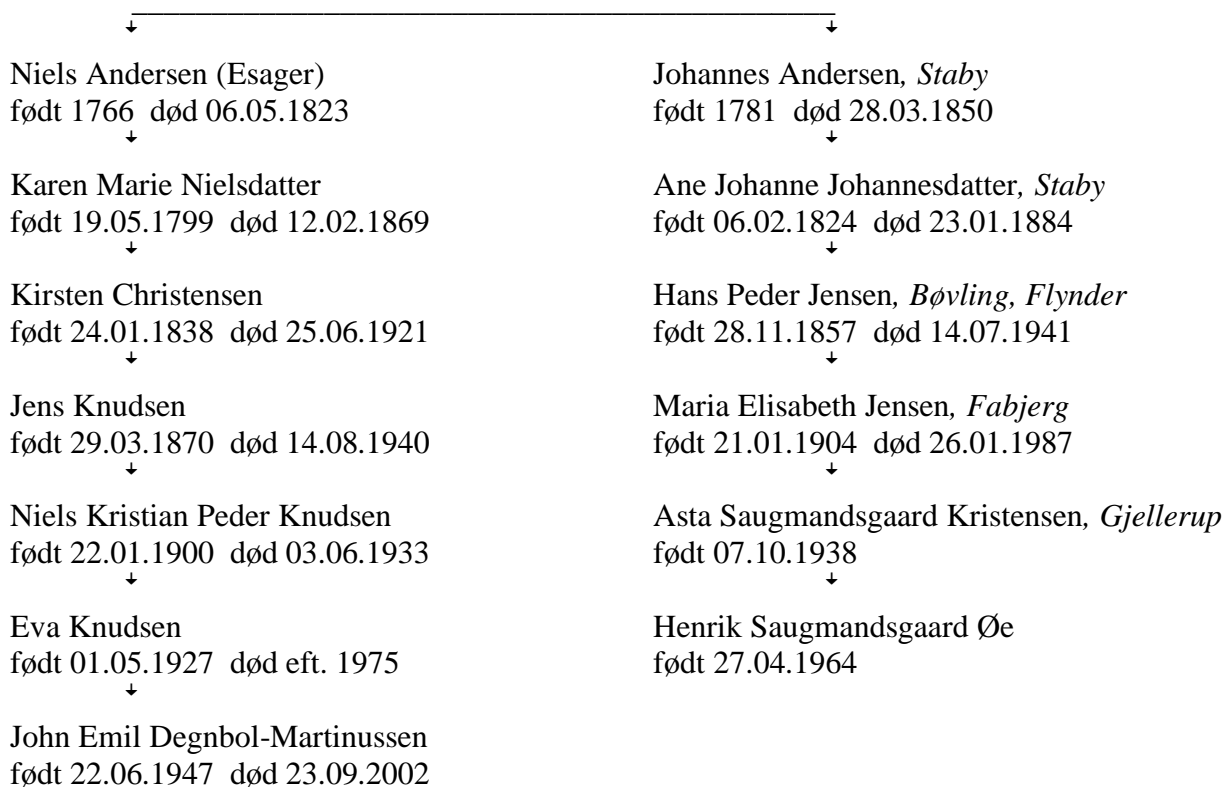 Niels Andersen (Esager)
født 1766 død 06.05.1823
Karen Marie Nielsdatter
født 19.05.1799 død 12.02.1869
Kirsten Christensen
født 24.01.1838 død 25.06.1921
Jens Knudsen
født 29.03.1870 død 14.08.1940
Niels Kristian Peder Knudsen
født 22.01.1900 død 03.06.1933
Eva Knudsen
født 01.05.1927 død eft. 1975
John Emil Degnbol-Martinussen
født 22.06.1947 død 23.09.2002
Johannes Andersen, Staby
født 1781 død 28.03.1850
Ane Johanne Johannesdatter, Staby
født 06.02.1824 død 23.01.1884
Hans Peder Jensen, Bøvling, Flynder
født 28.11.1857 død 14.07.1941
Maria Elisabeth Jensen, Fabjerg
født 21.01.1904 død 26.01.1987
Asta Saugmandsgaard Kristensen, Gjellerup
født 07.10.1938
Henrik Saugmandsgaard Øe
født 27.04.1964